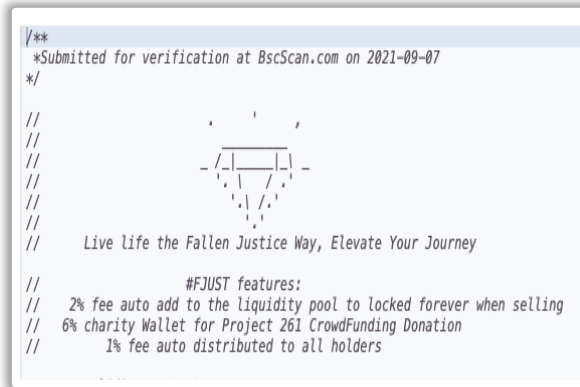 /**
*Submitted for verification at BscScan.com on 2021-09-07
*/
//                         .     '     ,
//                           _________
//                        _ /_|_____|_\ _
//                          '. \   / .'
//                            '.\ /.'
//                              '.'
//      Live life the Fallen Justice Way, Elevate Your Journey
//                      #FJUST features:
//    2% fee auto add to the liquidity pool to locked forever when selling
//   6% charity Wallet for Project 261 CrowdFunding Donation
//         1% fee auto distributed to all holders